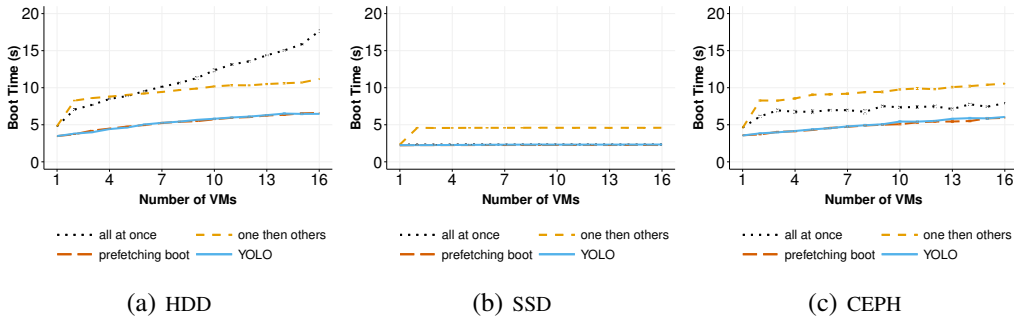 20
15
10
5
0
Boot Time (s)
1 4 7 10 13 16
Number of VMs
all at once one then others
prefetching boot YOLO
(a) HDD
20
15
10
5
0
Boot Time (s)
1 4 7 10 13 16
Number of VMs
all at once one then others
prefetching boot YOLO
(b) SSD
20
15
10
5
0
Boot Time (s)
1 4 7 10 13 16
Number of VMs
all at once one then others
prefetching boot YOLO
(c) CEPH